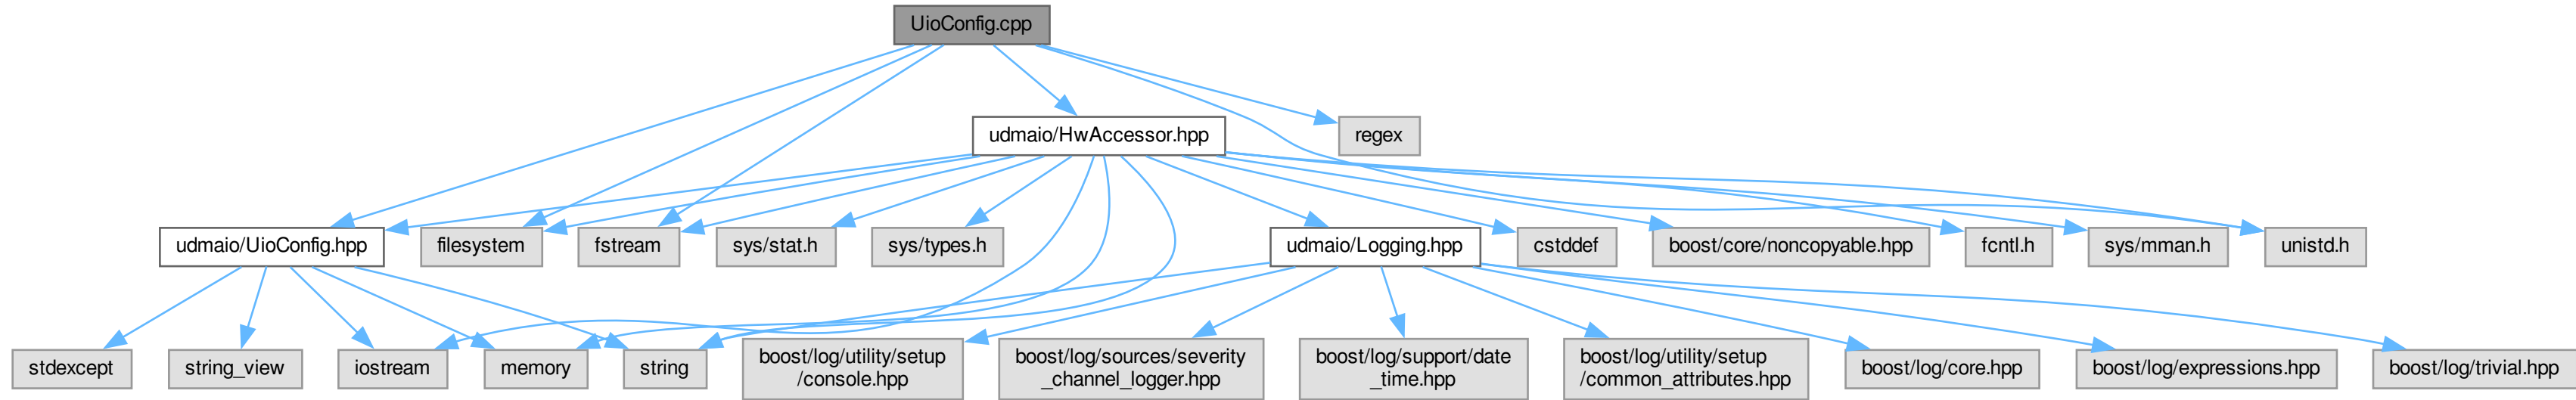 UioConfig.cpp
udmaio/HwAccessor.hpp
regex
udmaio/UioConfig.hpp
filesystem
fstream
sys/stat.h
sys/types.h
udmaio/Logging.hpp
cstddef
boost/core/noncopyable.hpp
fcntl.h
sys/mman.h
unistd.h
stdexcept
string_view
iostream
memory
string
boost/log/utility/setup
/console.hpp
boost/log/sources/severity
_channel_logger.hpp
boost/log/support/date
_time.hpp
boost/log/utility/setup
/common_attributes.hpp
boost/log/core.hpp
boost/log/expressions.hpp
boost/log/trivial.hpp